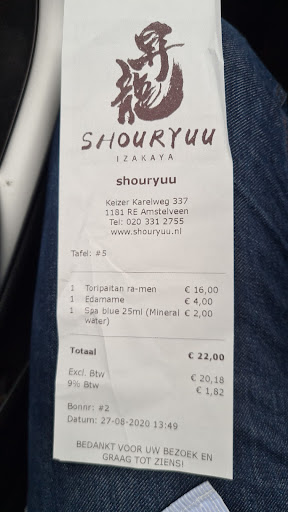 昇龍
SHOURYUU
IZAKAYA
shouryuu
Keizer Karelweg 337
1181 RE Amstelveen
Tel: 020 331 2755
www.shouryuu.nl
Tafel: #5
1 Toripaitan ra-men € 16,00
1 Edamame € 4,00
1 Spa blue 25ml (Mineral € 2,00
water)
Totaal € 22,00
Excl. Btw € 20,18
9% Btw € 1,82
Bonnr: #2
Datum: 27-08-2020 13:49
BEDANKT VOOR UW BEZOEK EN
GRAAG TOT ZIENS!